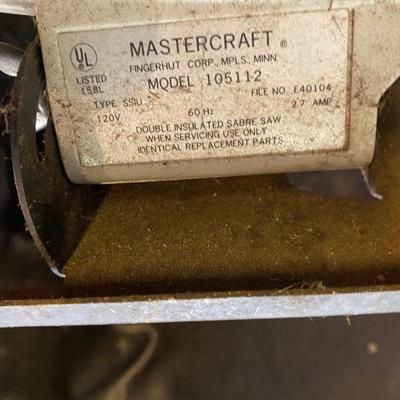 MASTERCRAFT ®
FINGERHUT CORP., MPLS., MINN.
MODEL 105112
UL
LISTED
158L
TYPE SSIU
FILE NO. E40104
120V
60 Hz
2.7 AMP
DOUBLE INSULATED SABRE SAW
WHEN SERVICING USE ONLY
IDENTICAL REPLACEMENT PARTS